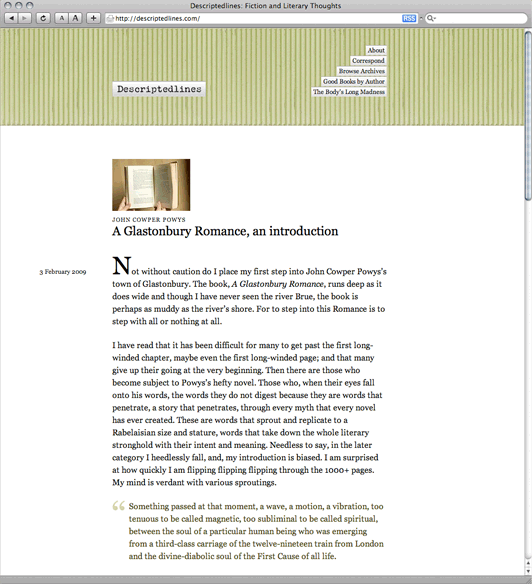 Descriptedlines: Fiction and Literary Thoughts
A A + http://descriptedlines.com/ RSS
About
Correspond
Browse Archives
Good Books by Author
The Body's Long Madness
Descriptedlines
JOHN COWPER POWYS
A Glastonbury Romance, an introduction
3 February 2009
Not without caution do I place my first step into John Cowper Powys's
town of Glastonbury. The book, A Glastonbury Romance, runs deep as it
does wide and though I have never seen the river Brue, the book is
perhaps as muddy as the river's shore. For to step into this Romance is to
step with all or nothing at all.
I have read that it has been difficult for many to get past the first long-
winded chapter, maybe even the first long-winded page; and that many
give up their going at the very beginning. Then there are those who
become subject to Powys's hefty novel. Those who, when their eyes fall
onto his words, the words they do not digest because they are words that
penetrate, a story that penetrates, through every myth that every novel
has ever created. These are words that sprout and replicate to a
Rabelaisian size and stature, words that take down the whole literary
stronghold with their intent and meaning. Needless to say, in the later
category I heedlessly fall, and, my introduction is biased. I am surprised
at how quickly I am flipping flipping flipping through the 1000+ pages.
My mind is verdant with various sproutings.
“ Something passed at that moment, a wave, a motion, a vibration, too
tenuous to be called magnetic, too subliminal to be called spiritual,
between the soul of a particular human being who was emerging
from a third-class carriage of the twelve-nineteen train from London
and the divine-diabolic soul of the First Cause of all life.